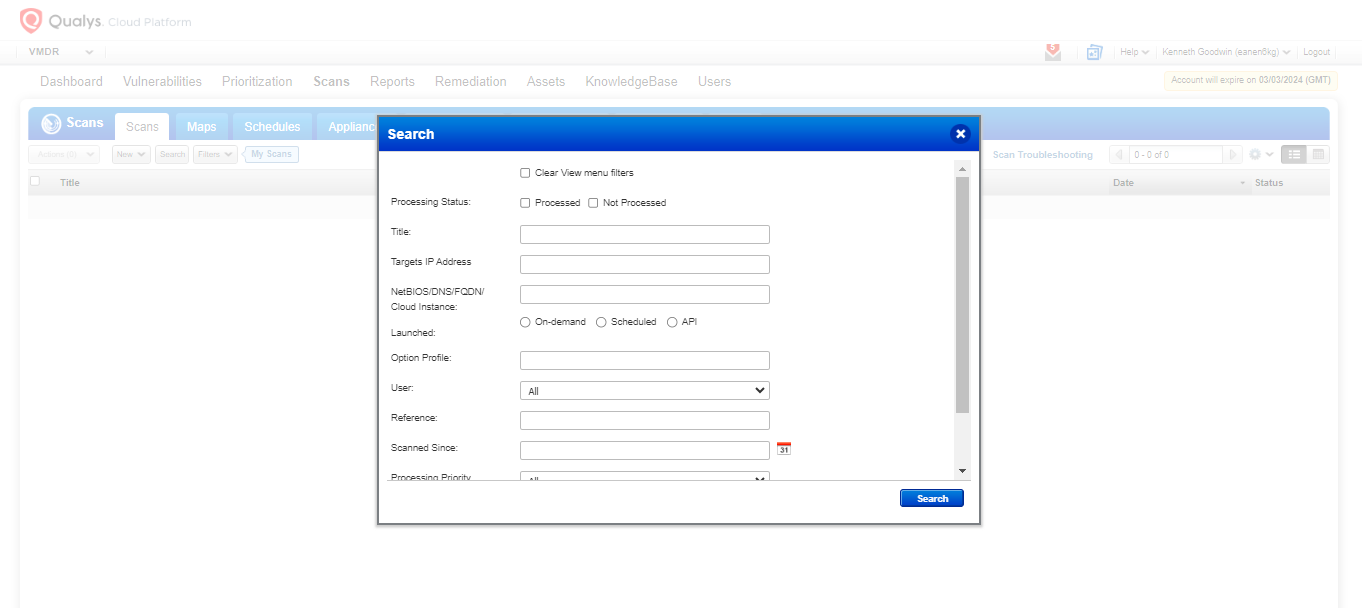 Qualys. Cloud Platform
VMDR
5
Help
Kenneth Goodwin (eanen6kg)
Logout
Dashboard Vulnerabilities Prioritization Scans Reports Remediation Assets KnowledgeBase Users
Account will expire on 03/03/2024 (GMT)
Scans
Scans Maps Schedules Applianc
Actions (0) New Search Filters My Scans
Scan Troubleshooting 0 - 0 of 0
Title Date Status
Search
Clear View menu filters
Processing Status: Processed Not Processed
Title:
Targets IP Address
NetBIOS/DNS/FQDN/
Cloud Instance:
Launched: On-demand Scheduled API
Option Profile:
User: All
Reference:
Scanned Since: 31
Processing Priority All
Search